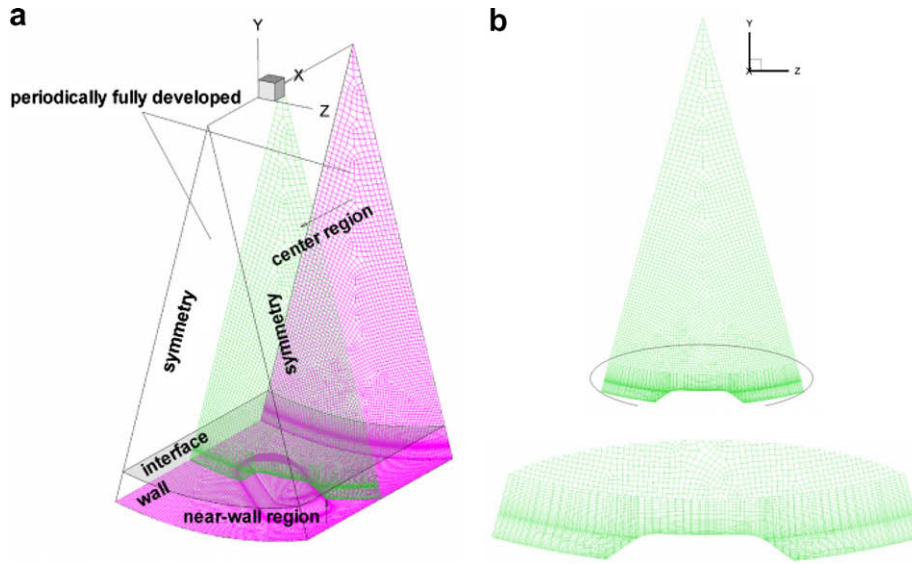 a
b
Y
X
Z
periodically fully developed
center region
symmetry
symmetry
interface
wall
near-wall region
Y
X
Z